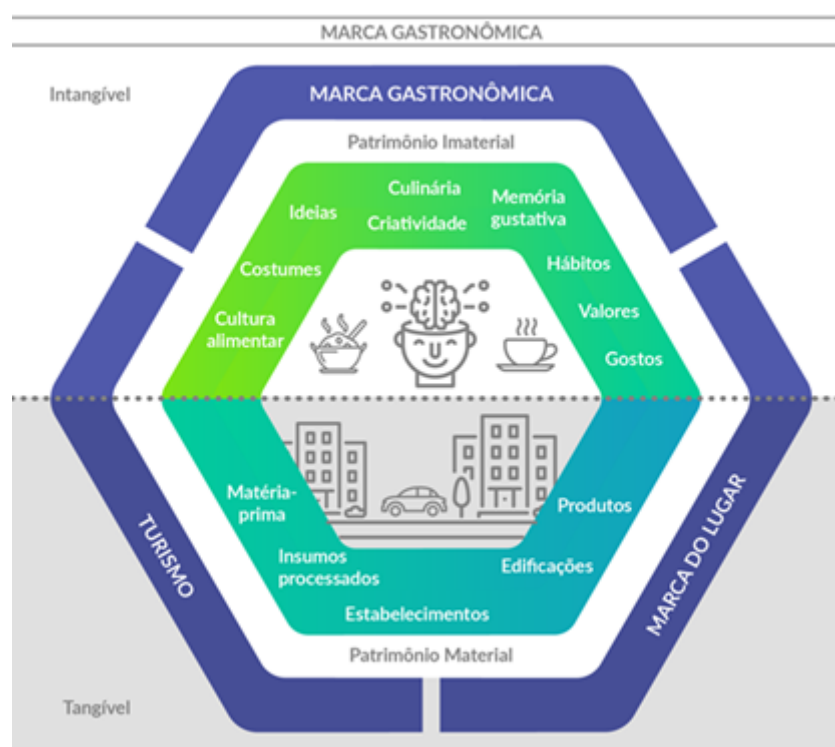 MARCA GASTRONÔMICA
Intangível
MARCA GASTRONÔMICA
Patrimônio Imaterial
Culinária
Criatividade
Memória
gustativa
Ideias
Costumes
Hábitos
Cultura
alimentar
Valores
Gostos
Matéria-
prima
Produtos
Insumos
processados
Edificações
Estabelecimentos
TURISMO
MARCA DO LUGAR
Patrimônio Material
Tangível